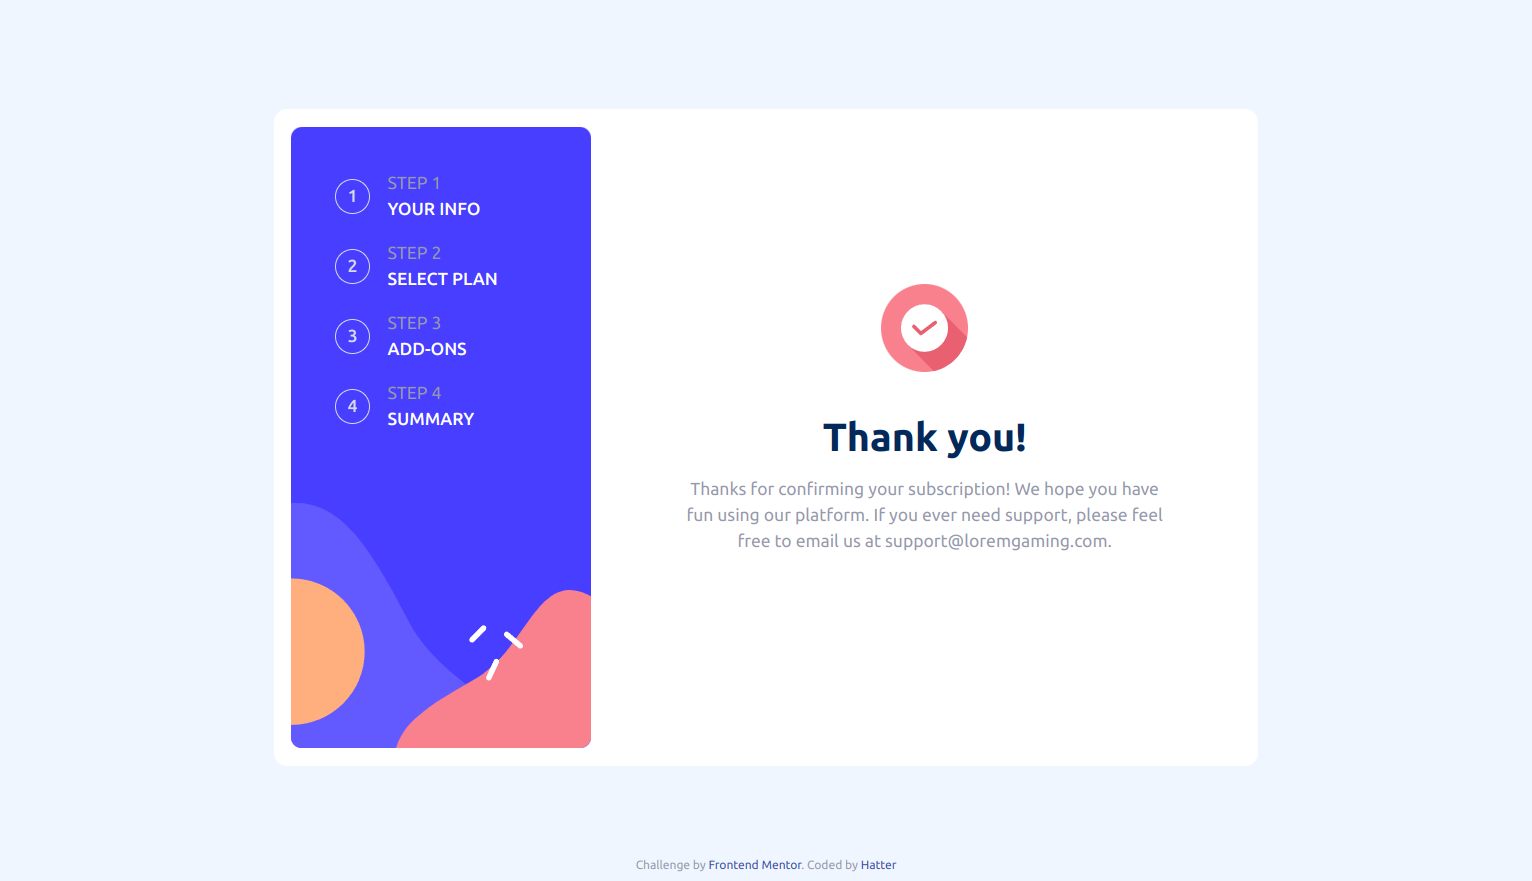 1
STEP 1
YOUR INFO
2
STEP 2
SELECT PLAN
3
STEP 3
ADD-ONS
4
STEP 4
SUMMARY
Thank you!
Thanks for confirming your subscription! We hope you have
fun using our platform. If you ever need support, please feel
free to email us at support@loremgaming.com.
Challenge by Frontend Mentor. Coded by Hatter